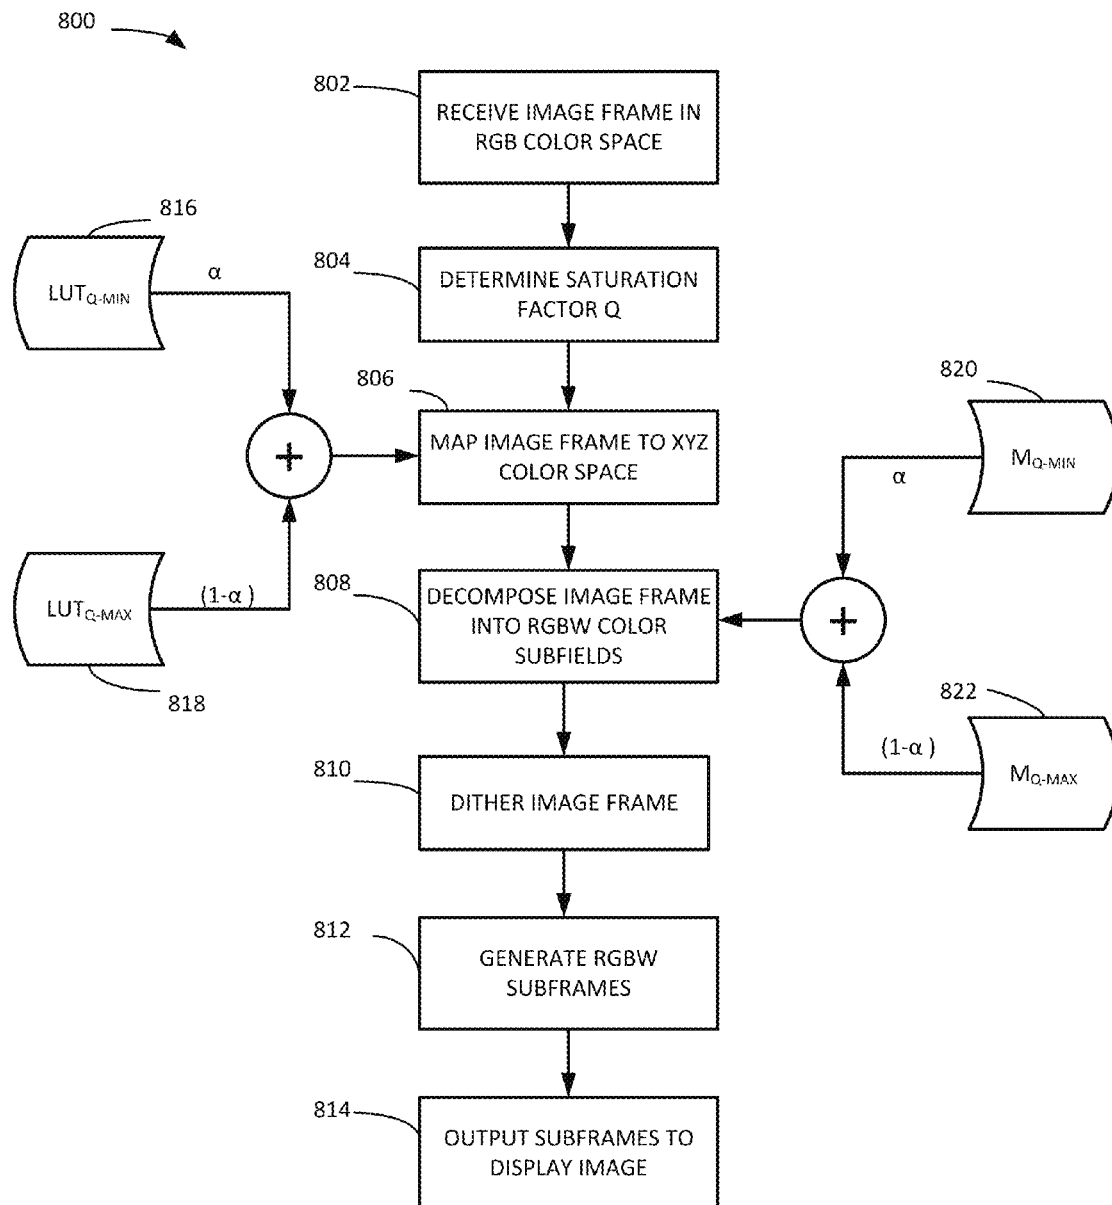 800
802
RECEIVE IMAGE FRAME IN
RGB COLOR SPACE
816
LUTQ-MIN
α
804
DETERMINE SATURATION
FACTOR Q
806
MAP IMAGE FRAME TO XYZ
COLOR SPACE
+
820
MQ-MIN
α
LUTQ-MAX
(1-α )
818
808
DECOMPOSE IMAGE FRAME
INTO RGBW COLOR
SUBFIELDS
+
822
MQ-MAX
(1-α )
810
DITHER IMAGE FRAME
812
GENERATE RGBW
SUBFRAMES
814
OUTPUT SUBFRAMES TO
DISPLAY IMAGE